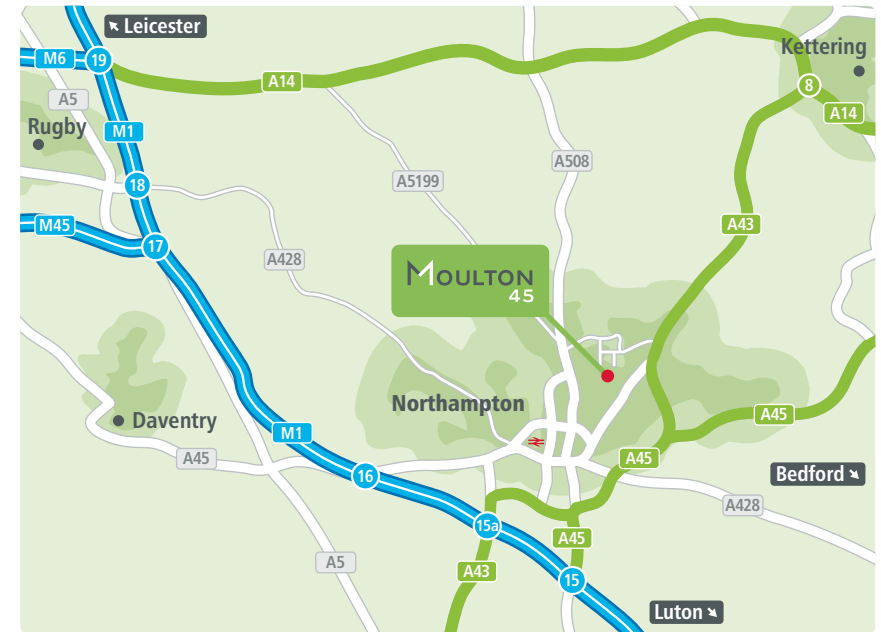 Leicester
Kettering
M6
19
A5
A14
8
A14
Rugby
M1
A508
18
A5199
M45
17
A43
A428
MOULTON
45
Northampton
Daventry
A45
M1
A45
A45
16
Bedford
A428
15a
A45
A5
A43
15
Luton